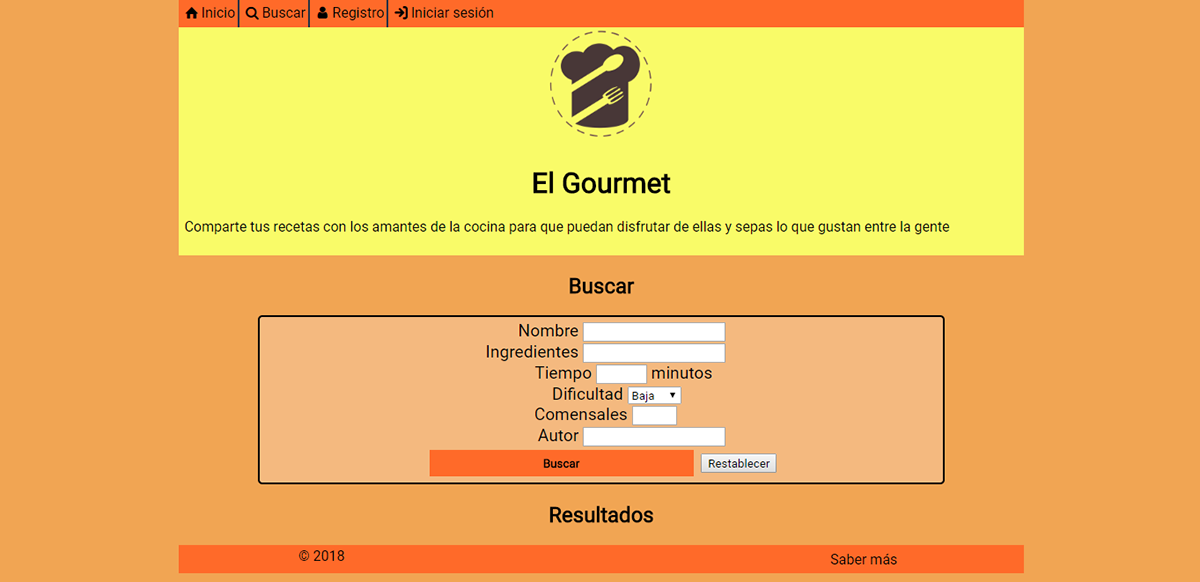 Inicio Buscar Registro Iniciar sesión
El Gourmet
Comparte tus recetas con los amantes de la cocina para que puedan disfrutar de ellas y sepas lo que gustan entre la gente
Buscar
Nombre
Ingredientes
Tiempo minutos
Dificultad Baja
Comensales
Autor
Buscar Restablecer
Resultados
© 2018 Saber más